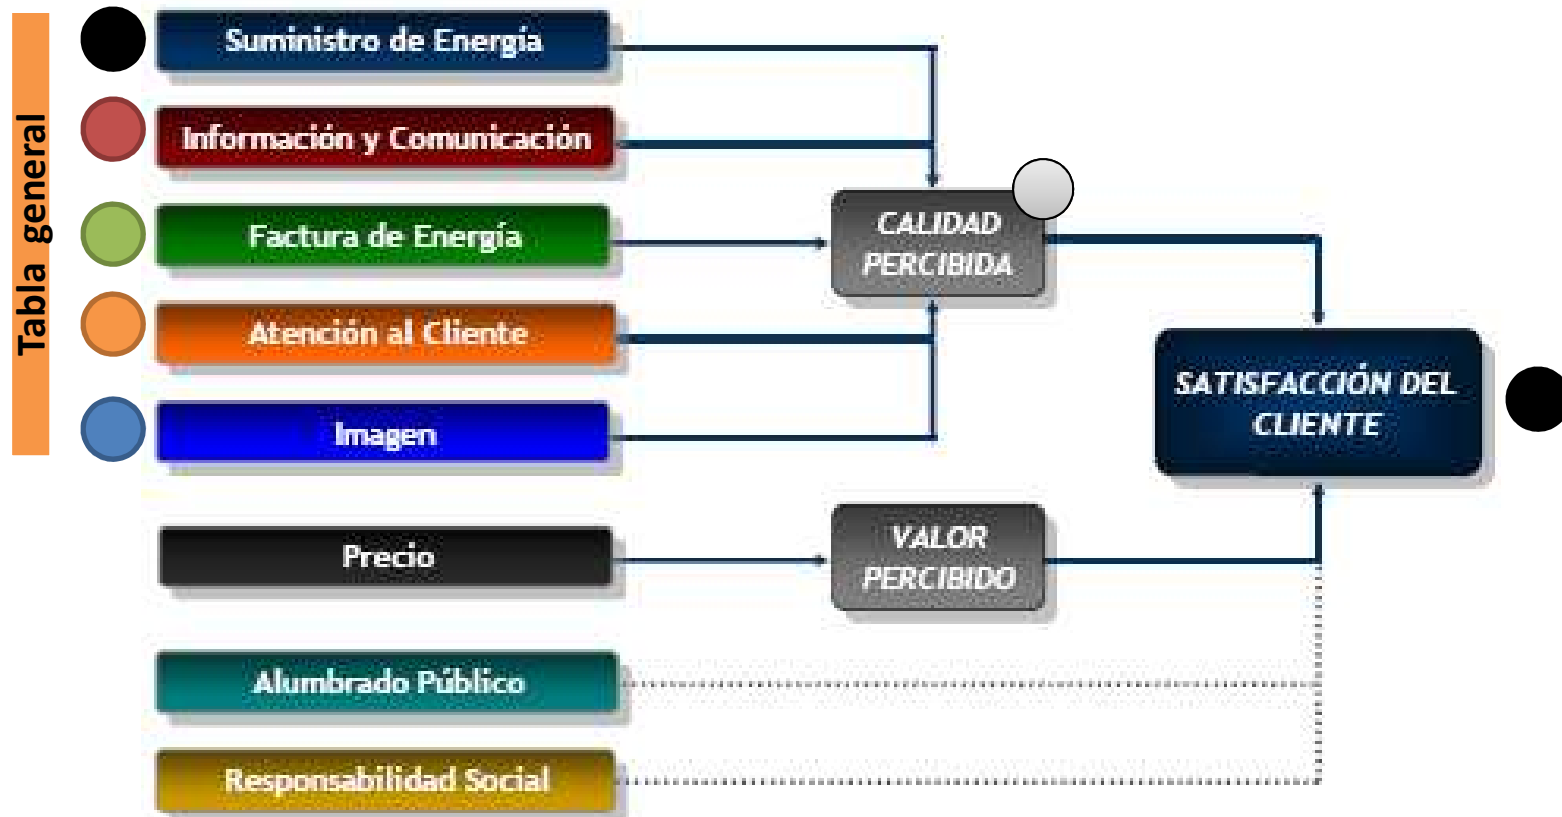 Tabla general
Suministro de Energía
Información y Comunicación
Factura de Energía
Atención al Cliente
Imagen
Precio
Alumbrado Público
Responsabilidad Social
CALIDAD
PERCIBIDA
VALOR
PERCIBIDO
SATISFACCIÓN DEL
CLIENTE